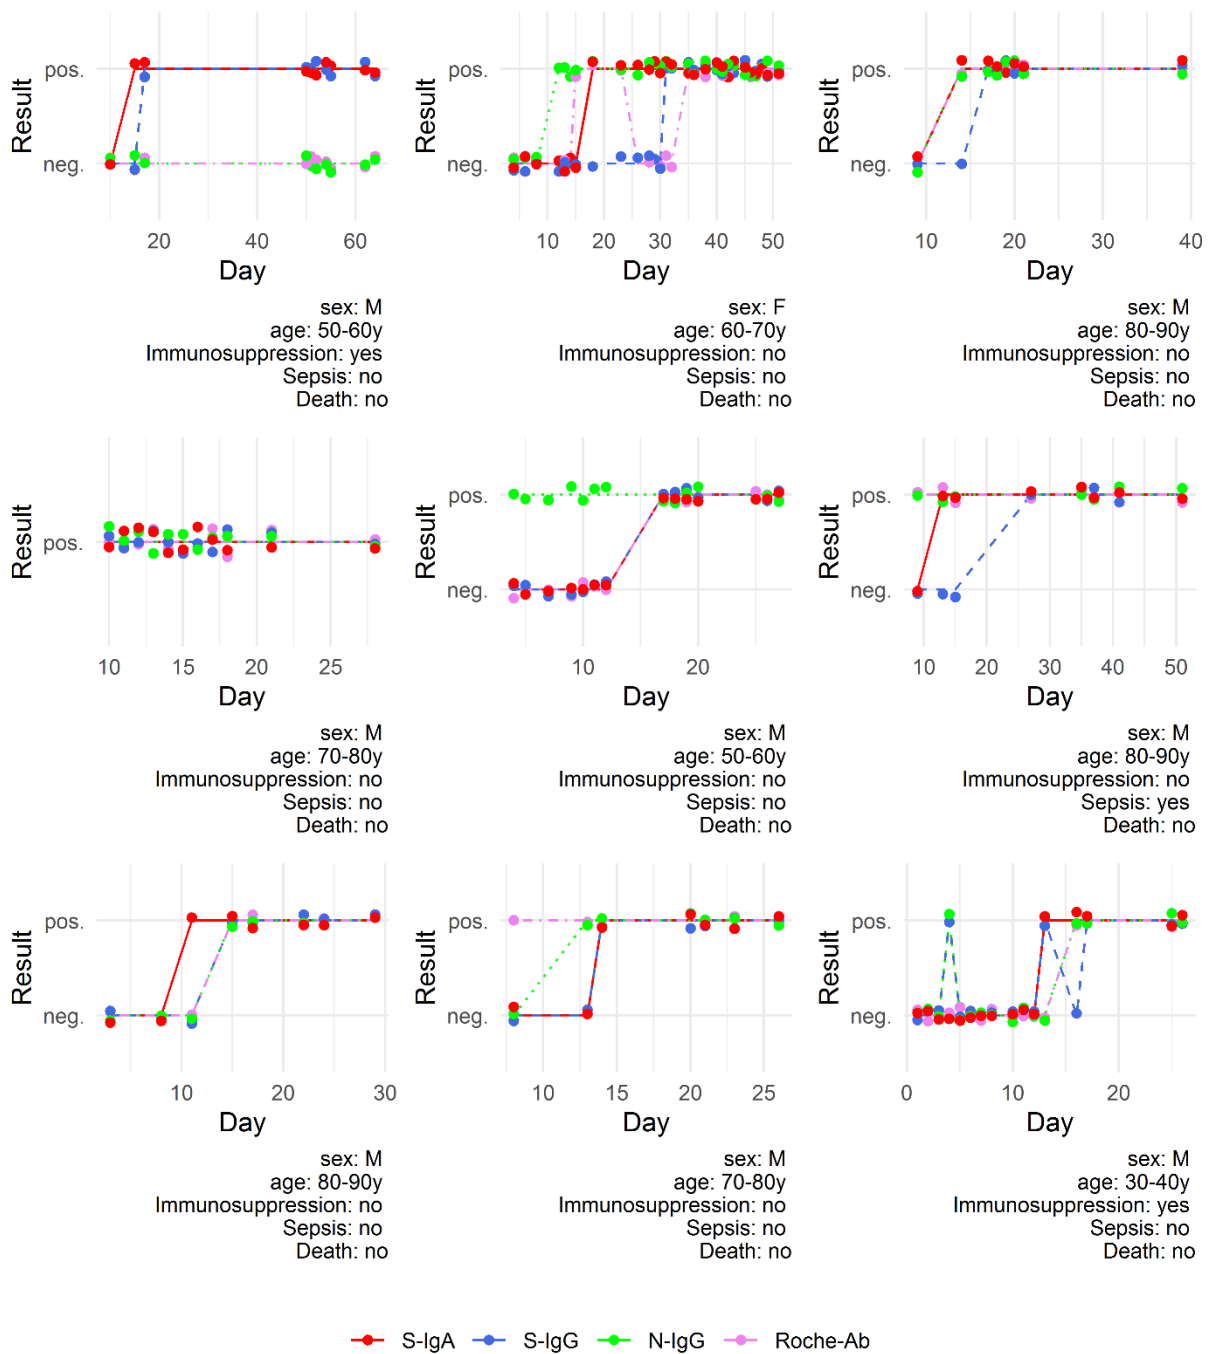 pos.
neg.
Result
20 40 60
Day
sex: M
age: 50-60y
Immunosuppression: yes
Sepsis: no
Death: no
pos.
neg.
Result
10 20 30 40 50
Day
sex: F
age: 60-70y
Immunosuppression: no
Sepsis: no
Death: no
pos.
neg.
Result
10 20 30 40
Day
sex: M
age: 80-90y
Immunosuppression: no
Sepsis: no
Death: no
pos.
Result
10 15 20 25
Day
sex: M
age: 70-80y
Immunosuppression: no
Sepsis: no
Death: no
pos.
neg.
Result
10 20
Day
sex: M
age: 50-60y
Immunosuppression: no
Sepsis: no
Death: no
pos.
neg.
Result
10 20 30 40 50
Day
sex: M
age: 80-90y
Immunosuppression: no
Sepsis: yes
Death: no
pos.
neg.
Result
10 20 30
Day
sex: M
age: 80-90y
Immunosuppression: no
Sepsis: no
Death: no
pos.
neg.
Result
10 15 20 25
Day
sex: M
age: 70-80y
Immunosuppression: no
Sepsis: no
Death: no
pos.
neg.
Result
0 10 20
Day
sex: M
age: 30-40y
Immunosuppression: yes
Sepsis: no
Death: no
S-IgA S-IgG N-IgG Roche-Ab